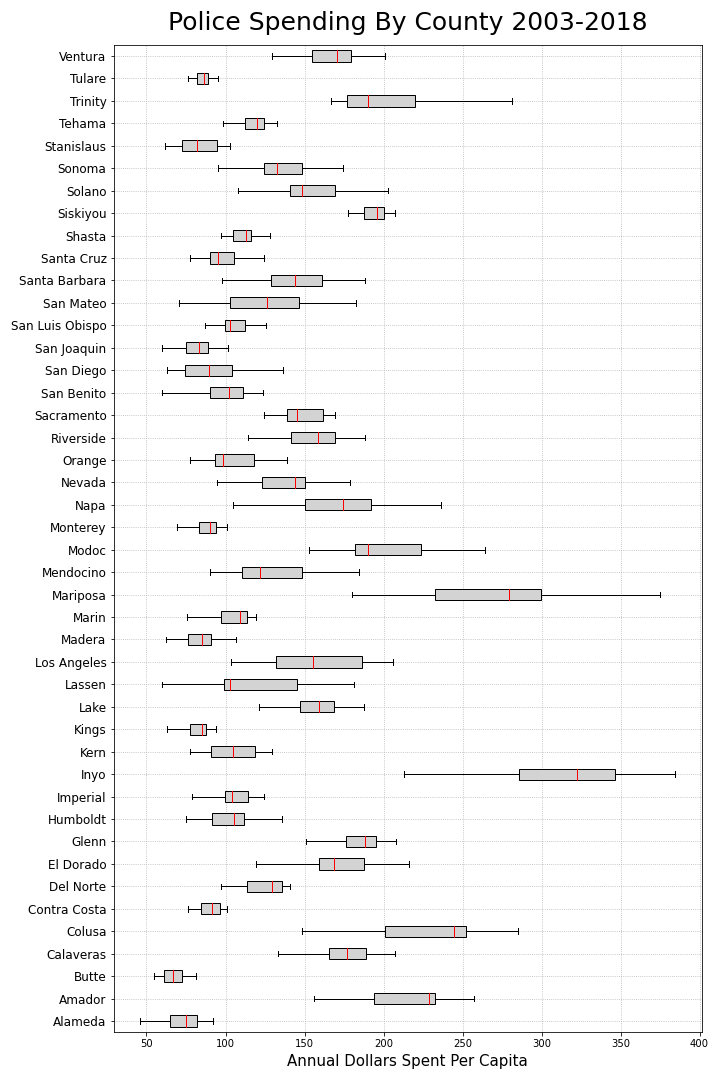 Police Spending By County 2003-2018
Ventura
Tulare
Trinity
Tehama
Stanislaus
Sonoma
Solano
Siskiyou
Shasta
Santa Cruz
Santa Barbara
San Mateo
San Luis Obispo
San Joaquin
San Diego
San Benito
Sacramento
Riverside
Orange
Nevada
Napa
Monterey
Modoc
Mendocino
Mariposa
Marin
Madera
Los Angeles
Lassen
Lake
Kings
Kern
Inyo
Imperial
Humboldt
Glenn
El Dorado
Del Norte
Contra Costa
Colusa
Calaveras
Butte
Amador
Alameda
50 100 150 200 250 300 350 400
Annual Dollars Spent Per Capita